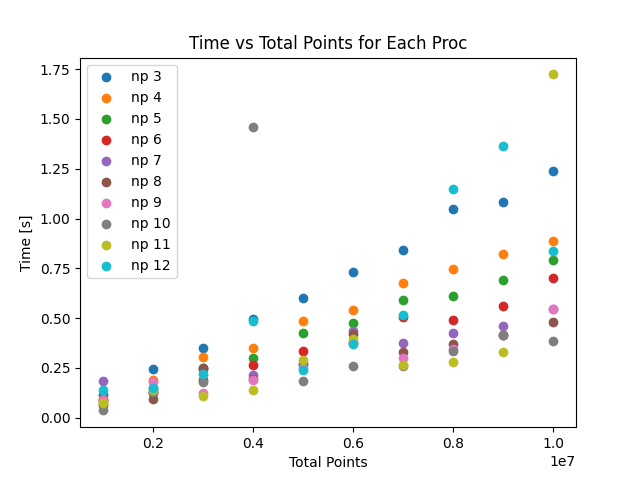 Time vs Total Points for Each Proc
1.75
1.50
1.25
1.00
0.75
0.50
0.25
0.00
Time [s]
np 3
np 4
np 5
np 6
np 7
np 8
np 9
np 10
np 11
np 12
0.2
0.4
0.6
0.8
1.0
1e7
Total Points